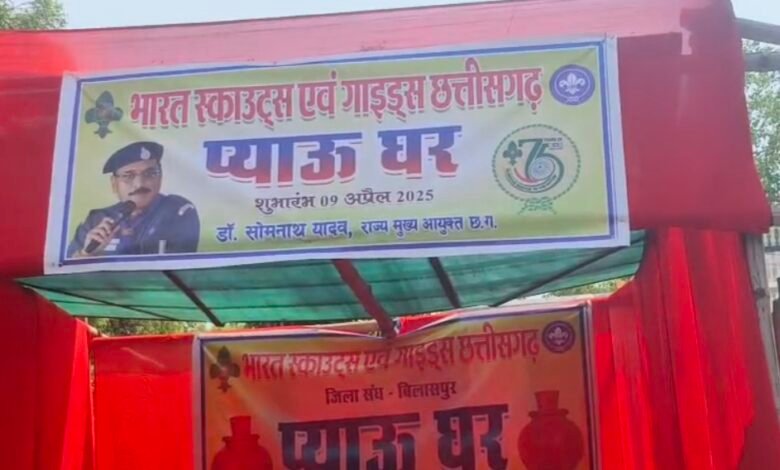 भारत स्काउट्स एवं गाइड्स छत्तीसगढ़
प्याऊ घर
75
शुभारंभ 09 अप्रैल 2025
डॉ. सोमनाथ यादव, राज्य मुख्य आयुक्त छ.ग.
भारत स्काउट्स एवं गाइड्स छत्तीसगढ़
जिला संघ - बिलासपुर
प्याऊ घर